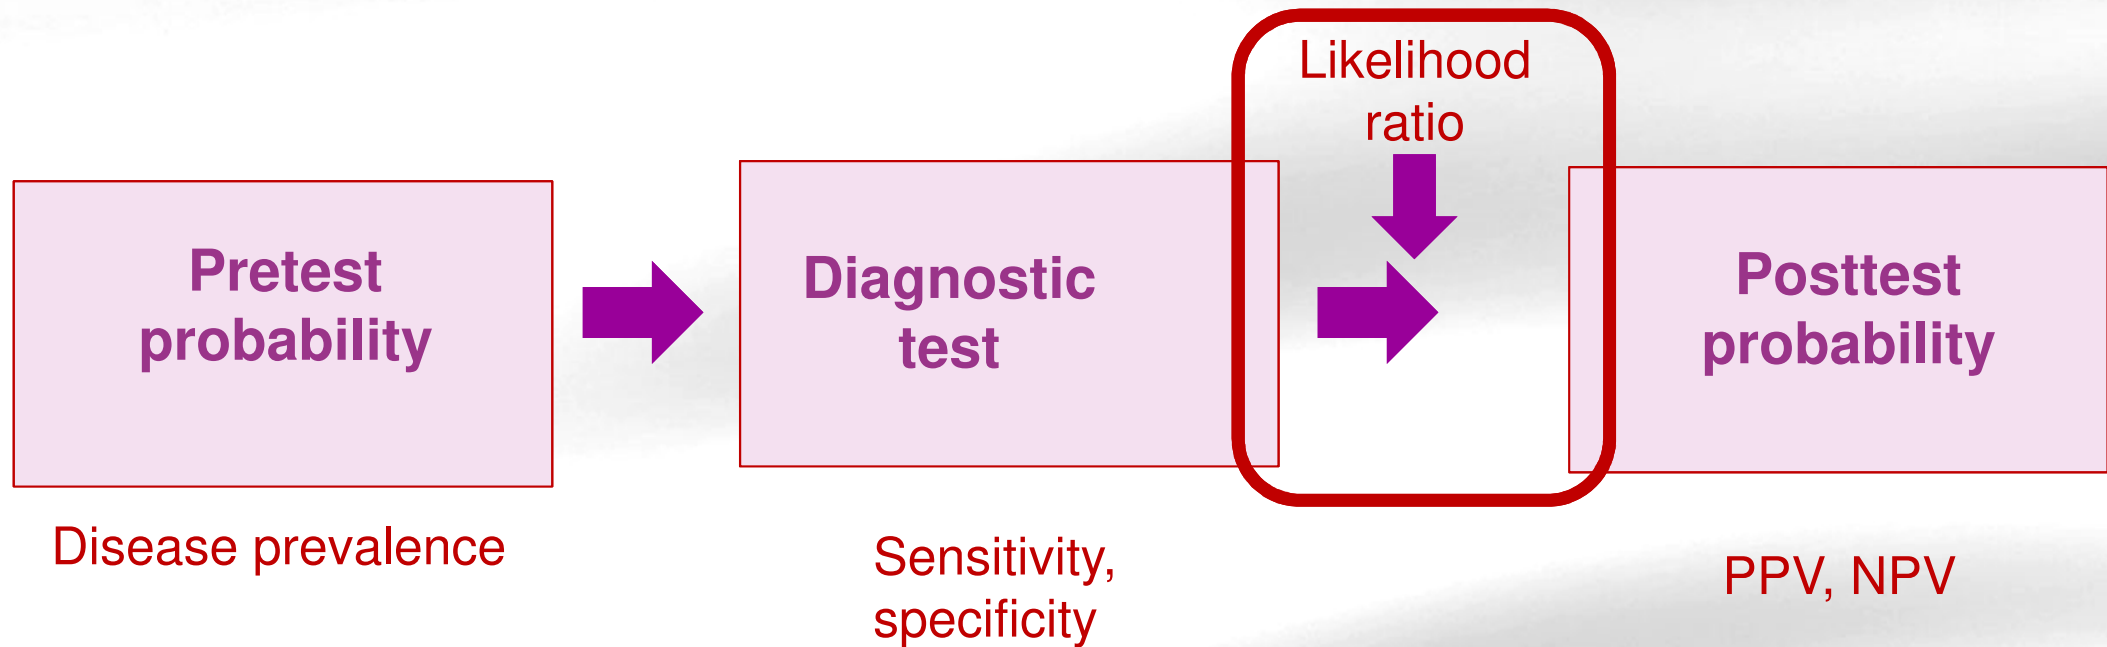 Likelihood
ratio
Pretest
probability
Diagnostic
test
Posttest
probability
Disease prevalence
Sensitivity,
specificity
PPV, NPV